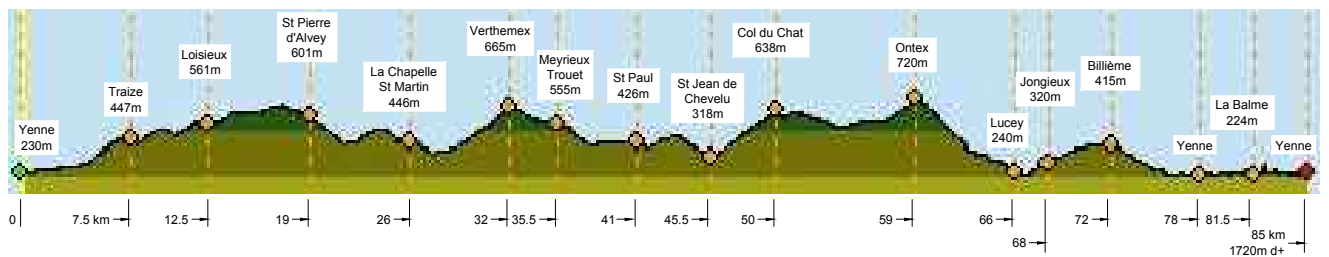 Yenne
230m
Traize
447m
Loisieux
561m
St Pierre
d'Alvey
601m
La Chapelle
St Martin
446m
Verthemex
665m
Meyrieux
Trouet
555m
St Paul
426m
St Jean de
Chevelu
318m
Col du Chat
638m
Ontex
720m
Lucey
240m
Jongieux
320m
Billième
415m
Yenne
La Balme
224m
Yenne
0
7.5 km
12.5
19
26
32
35.5
41
45.5
50
59
66
68
72
78
81.5
85 km
1720m d+